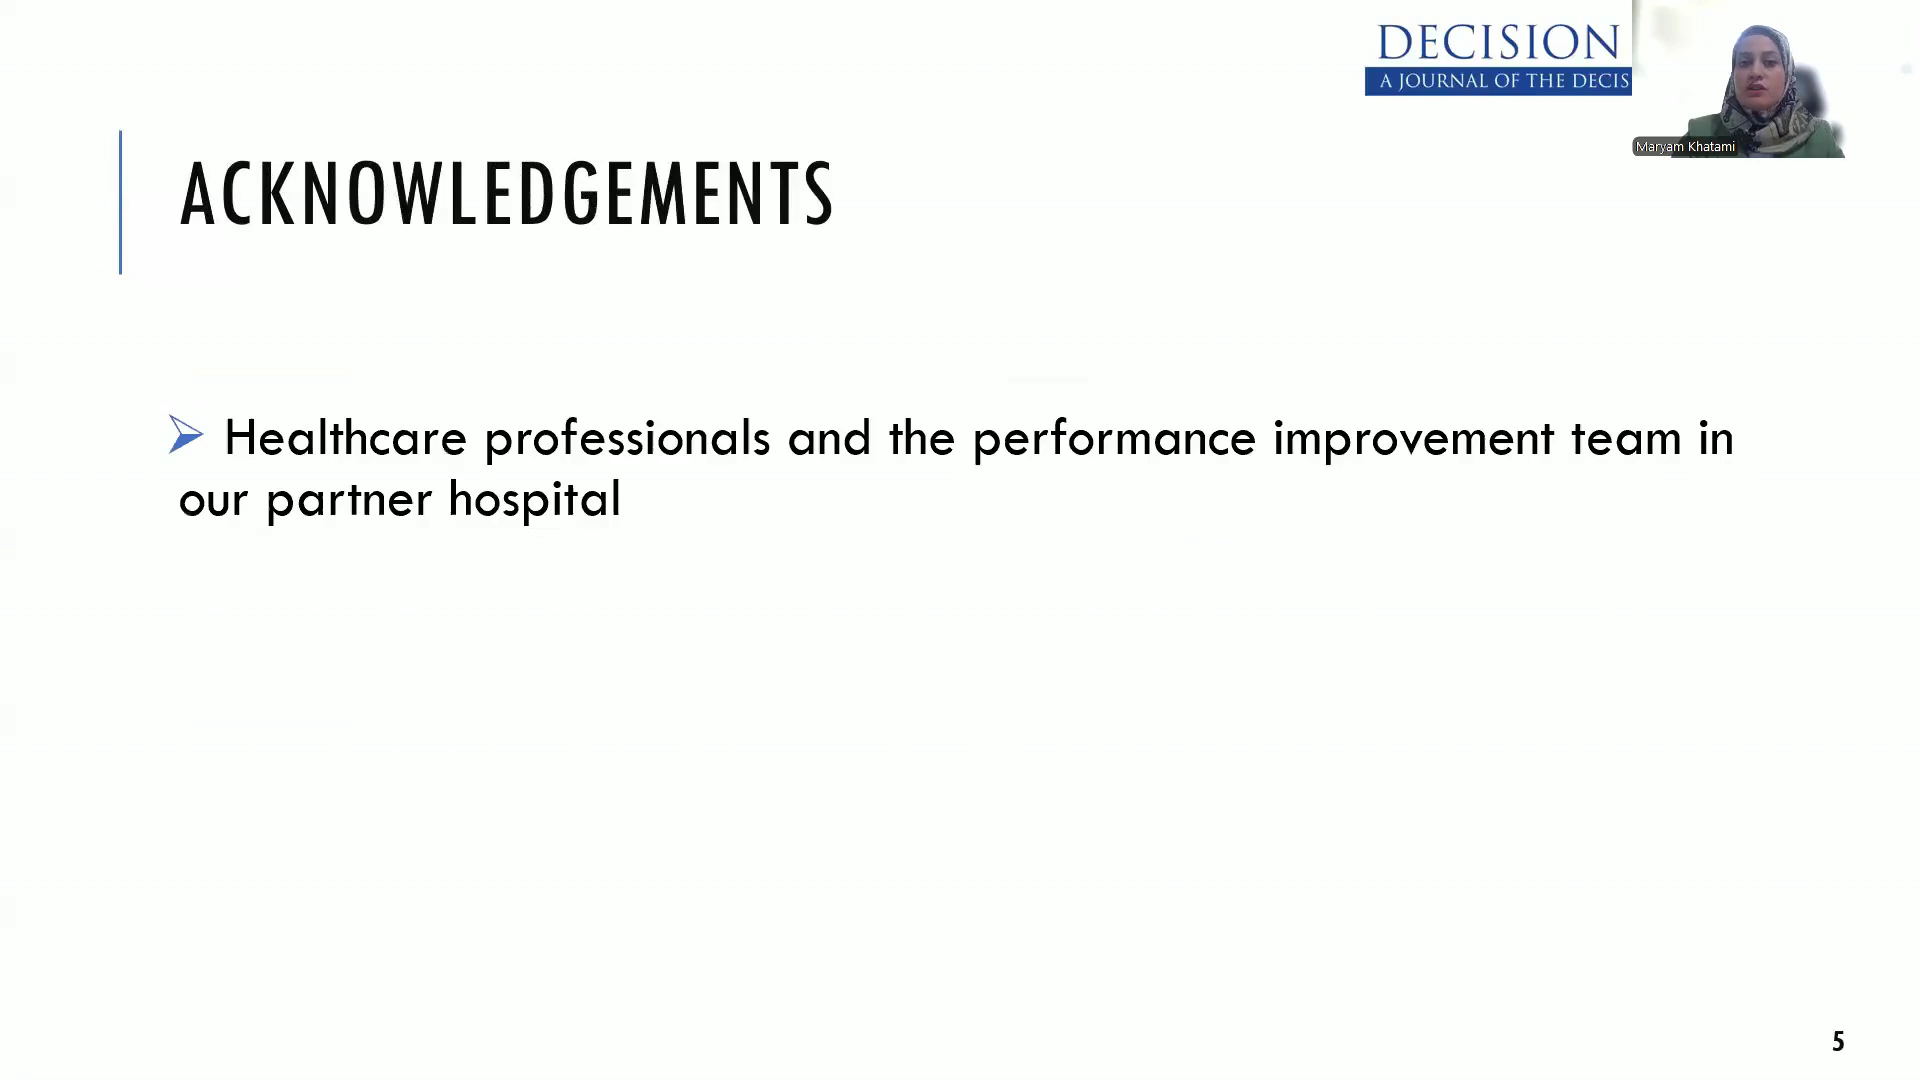 DECISION
A JOURNAL OF THE DECIS
Maryam Khatami
ACKNOWLEDGEMENTS
Healthcare professionals and the performance improvement team in
our partner hospital
5